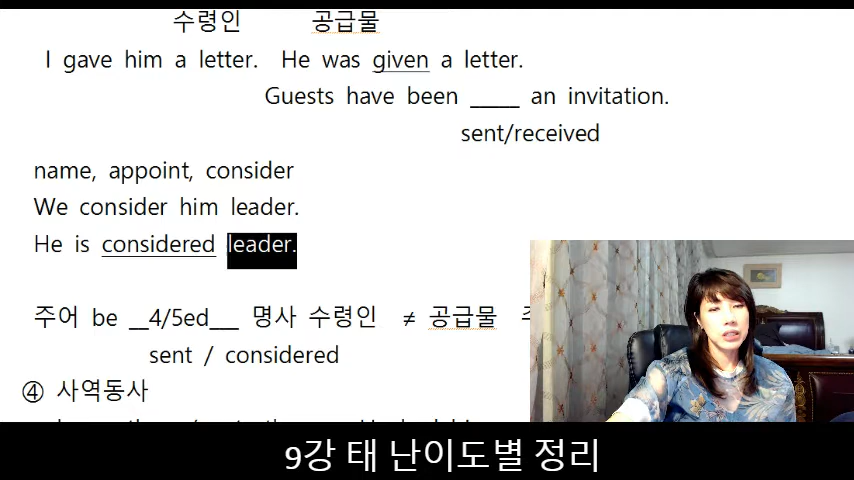 수령인 공급물
I gave him a letter. He was given a letter.
Guests have been _____ an invitation.
sent/received
name, appoint, consider
We consider him leader.
He is considered leader.
주어 be __4/5ed___ 명사 수령인 ≠ 공급물
sent / considered
④ 사역동사
9강 태 난이도별 정리